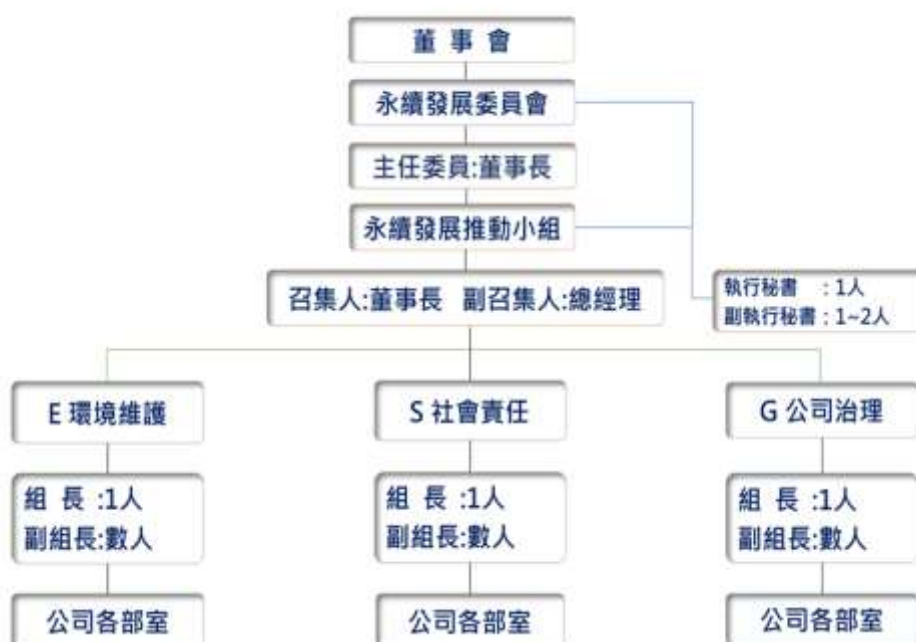 董 事 會
永續發展委員會
主任委員:董事長
永續發展推動小組
召集人:董事長 副召集人:總經理
執行秘書 : 1人
副執行秘書 : 1~2人
E 環境維護
S 社會責任
G 公司治理
組 長 :1人
副組長:數人
組 長 :1人
副組長:數人
組 長 :1人
副組長:數人
公司各部室
公司各部室
公司各部室